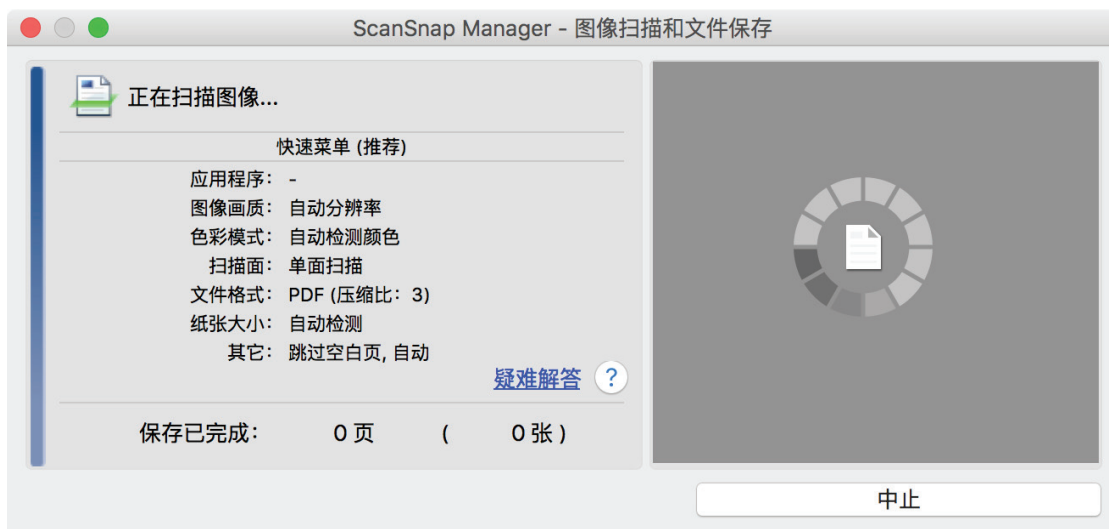 ScanSnap Manager - 图像扫描和文件保存
正在扫描图像...
快速菜单 (推荐)
应用程序： -
图像画质： 自动分辨率
色彩模式： 自动检测颜色
扫描面： 单面扫描
文件格式： PDF (压缩比：3)
纸张大小： 自动检测
其它： 跳过空白页, 自动
疑难解答 ?
保存已完成： 0 页 ( 0 张 )
中止